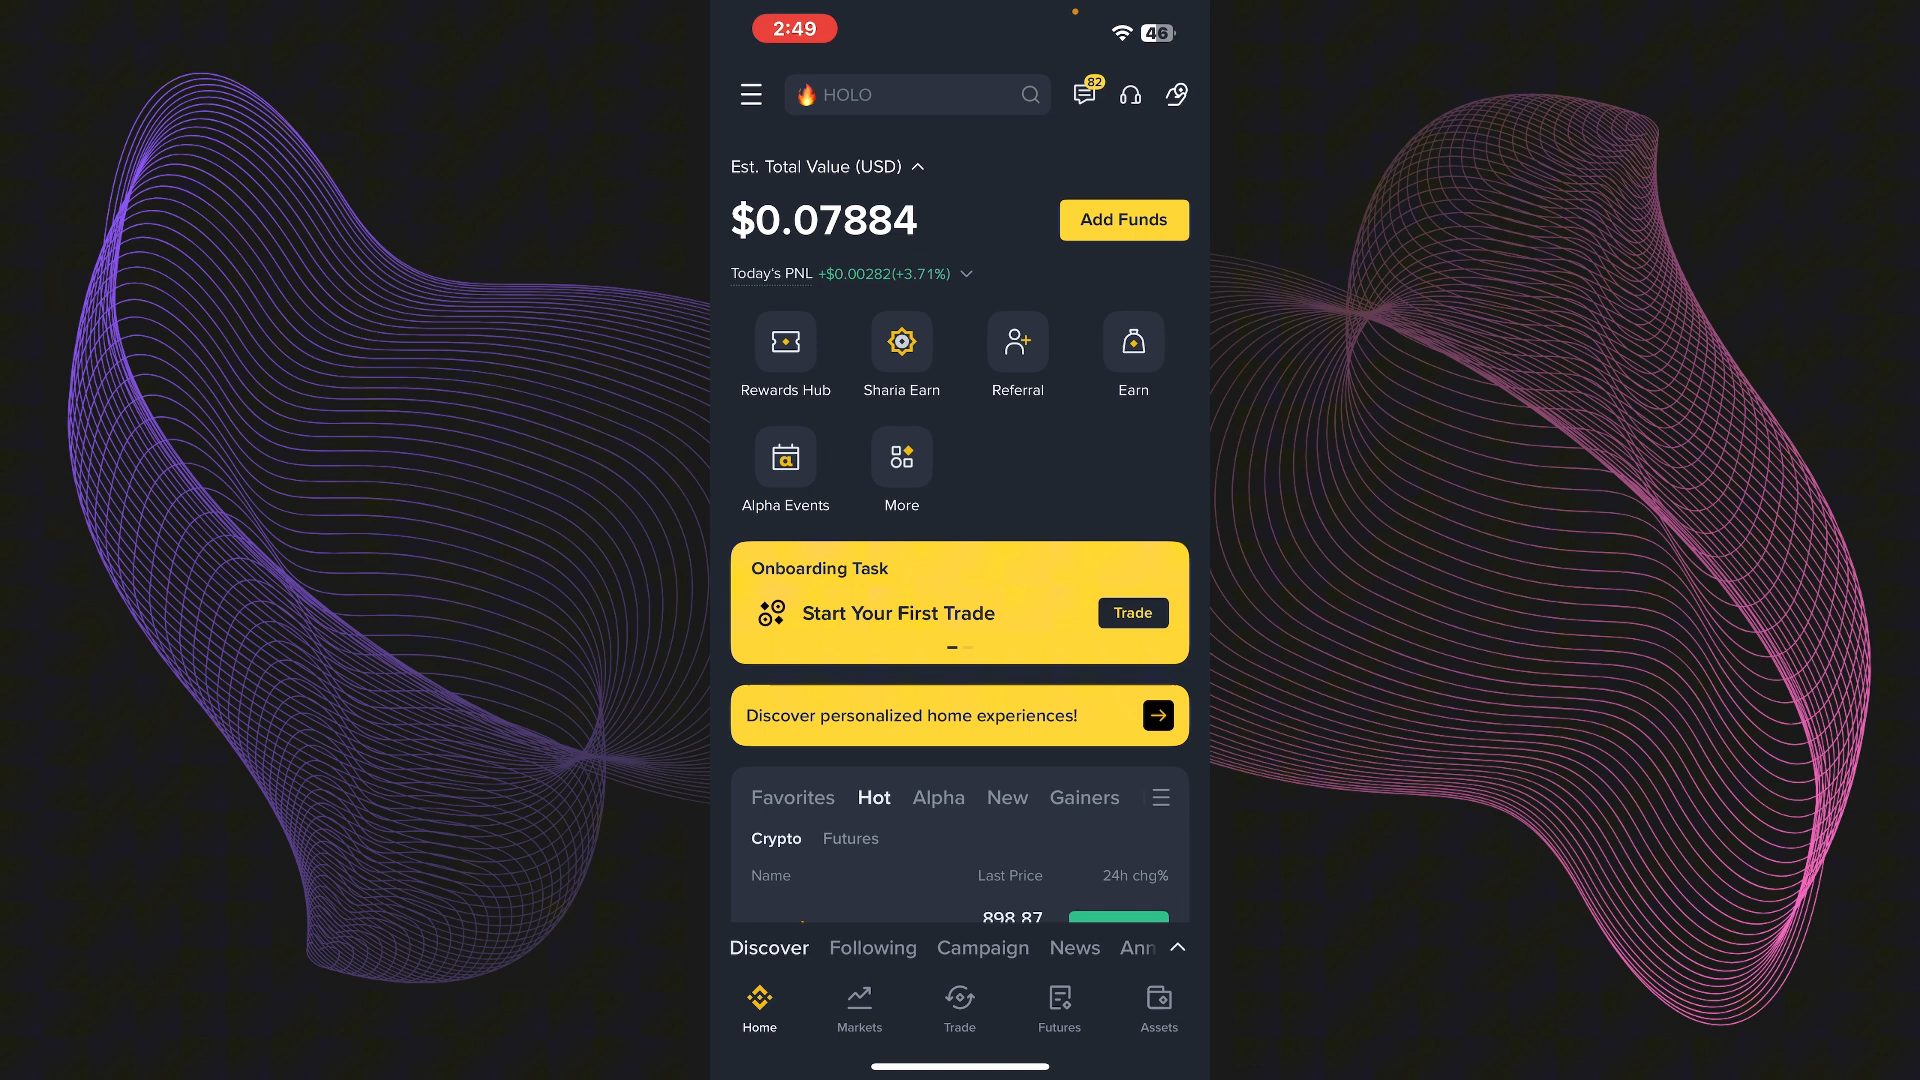 2:49
46
HOLO
82
Est. Total Value (USD)
$0.07884
Add Funds
Today's PNL +$0.00282(+3.71%)
Rewards Hub
Sharia Earn
Referral
Earn
a
Alpha Events
More
Onboarding Task
Start Your First Trade
Trade
Discover personalized home experiences!
Favorites Hot Alpha New Gainers
Crypto Futures
Name Last Price 24h chg%
898.87
Discover Following Campaign News Ann
Home Markets Trade Futures Assets